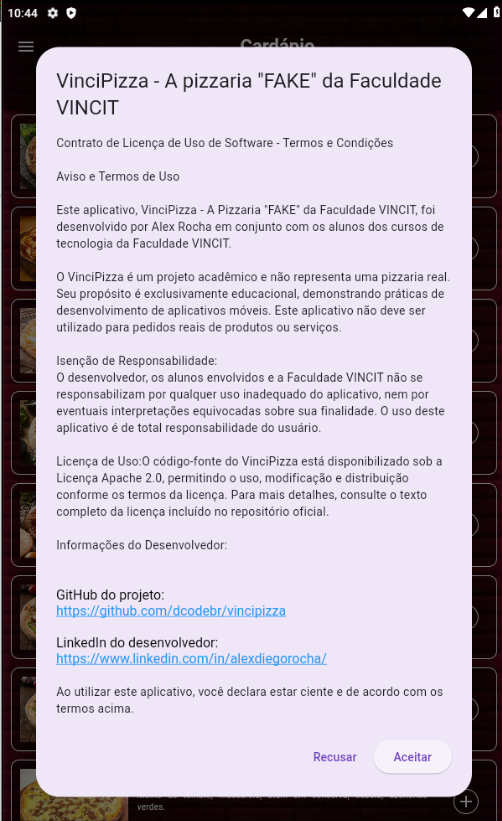 10:44
Cardápio
VinciPizza - A pizzaria "FAKE" da Faculdade
VINCIT
Contrato de Licença de Uso de Software - Termos e Condições
Aviso e Termos de Uso
Este aplicativo, VinciPizza - A Pizzaria "FAKE" da Faculdade VINCIT, foi
desenvolvido por Alex Rocha em conjunto com os alunos dos cursos de
tecnologia da Faculdade VINCIT.
O VinciPizza é um projeto acadêmico e não representa uma pizzaria real.
Seu propósito é exclusivamente educacional, demonstrando práticas de
desenvolvimento de aplicativos móveis. Este aplicativo não deve ser
utilizado para pedidos reais de produtos ou serviços.
Isenção de Responsabilidade:
O desenvolvedor, os alunos envolvidos e a Faculdade VINCIT não se
responsabilizam por qualquer uso inadequado do aplicativo, nem por
eventuais interpretações equivocadas sobre sua finalidade. O uso deste
aplicativo é de total responsabilidade do usuário.
Licença de Uso:O código-fonte do VinciPizza está disponibilizado sob a
Licença Apache 2.0, permitindo o uso, modificação e distribuição
conforme os termos da licença. Para mais detalhes, consulte o texto
completo da licença incluído no repositório oficial.
Informações do Desenvolvedor:
GitHub do projeto:
https://github.com/dcodebr/vincipizza
LinkedIn do desenvolvedor:
https://www.linkedin.com/in/alexdiegorocha/
Ao utilizar este aplicativo, você declara estar ciente e de acordo com os
termos acima.
Recusar
Aceitar
verdes.